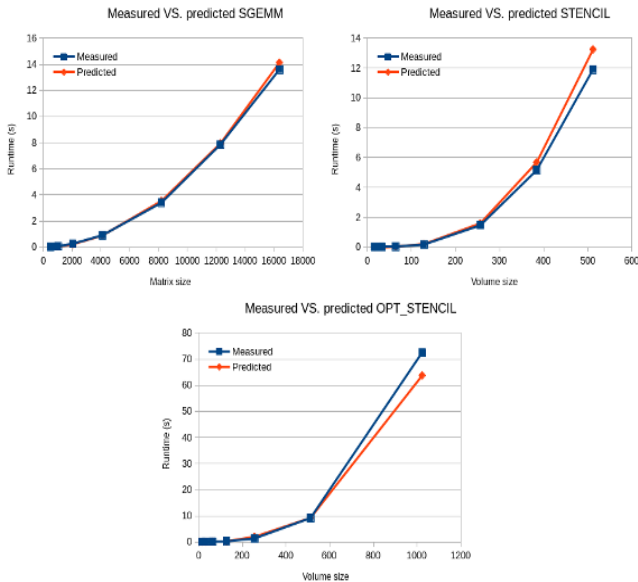 Measured VS. predicted SGEMM
16
14
12
10
8
6
4
2
0
Measured
Predicted
Runtime (s)
0 2000 4000 6000 8000 10000 12000 14000 16000 18000
Matrix size
Measured VS. predicted STENCIL
14
12
10
8
6
4
2
0
Measured
Predicted
Runtime (s)
0 100 200 300 400 500 600
Volume size
Measured VS. predicted OPT_STENCIL
80
70
60
50
40
30
20
10
0
Measured
Predicted
Runtime (s)
0 200 400 600 800 1000 1200
Volume size